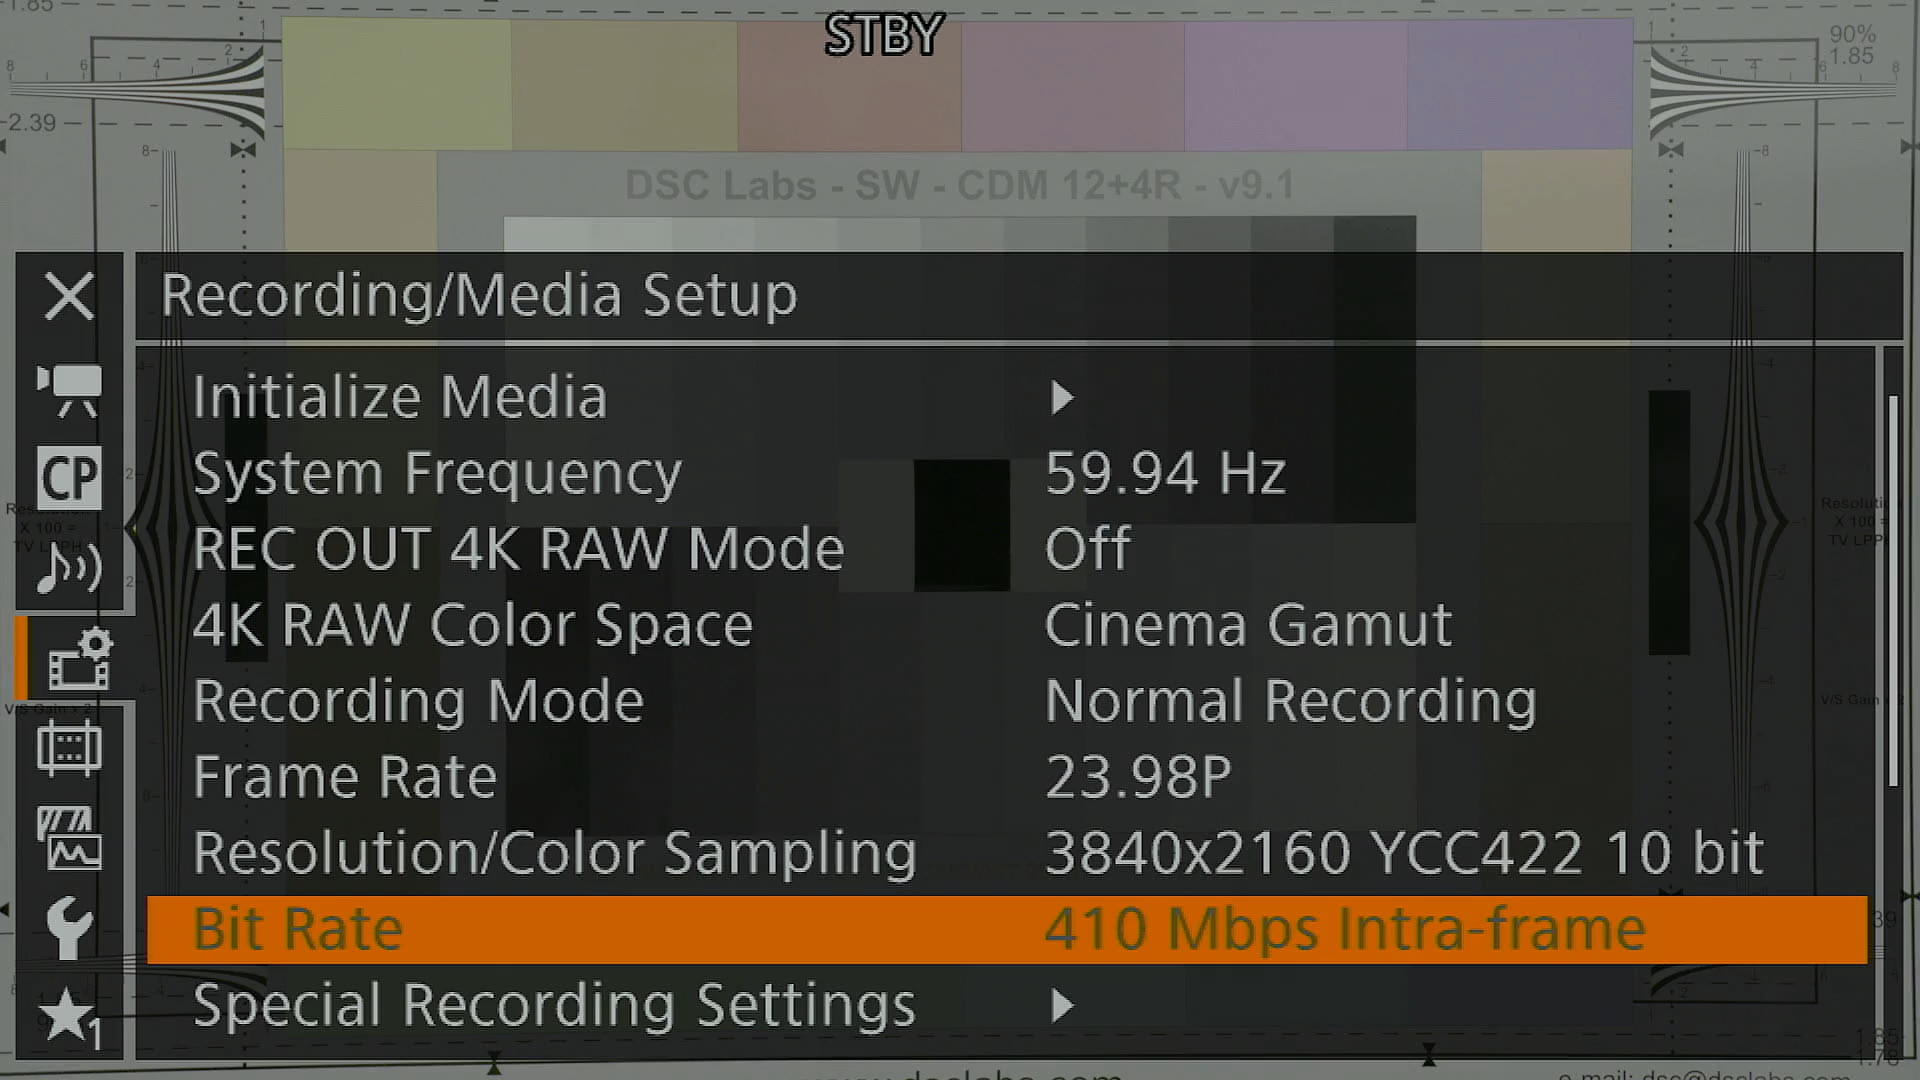 STBY
90%
1.85
2.39
DSC Labs - SW - CDM 12+4R - v9.1
Recording/Media Setup
Initialize Media
System Frequency 59.94 Hz
CP
REC OUT 4K RAW Mode Off
4K RAW Color Space Cinema Gamut
Recording Mode Normal Recording
Frame Rate 23.98P
Resolution/Color Sampling 3840x2160 YCC422 10 bit
Bit Rate 410 Mbps Intra-frame
Special Recording Settings
1